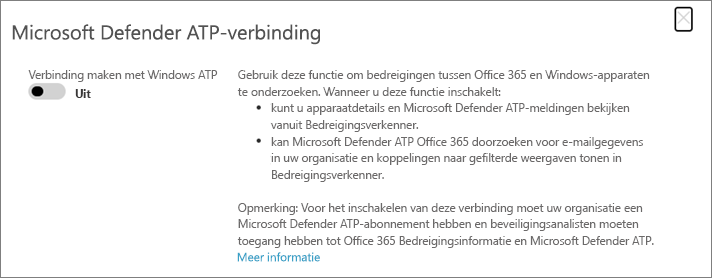 Microsoft Defender ATP-verbinding
Verbinding maken met Windows ATP
Uit
Gebruik deze functie om bedreigingen tussen Office 365 en Windows-apparaten
te onderzoeken. Wanneer u deze functie inschakelt:
• kunt u apparaatdetails en Microsoft Defender ATP-meldingen bekijken
vanuit Bedreigingsverkenner.
• kan Microsoft Defender ATP Office 365 doorzoeken voor e-mailgegevens
in uw organisatie en koppelingen naar gefilterde weergaven tonen in
Bedreigingsverkenner.
Opmerking: Voor het inschakelen van deze verbinding moet uw organisatie een
Microsoft Defender ATP-abonnement hebben en beveiligingsanalisten moeten
toegang hebben tot Office 365 Bedreigingsinformatie en Microsoft Defender ATP.
Meer informatie